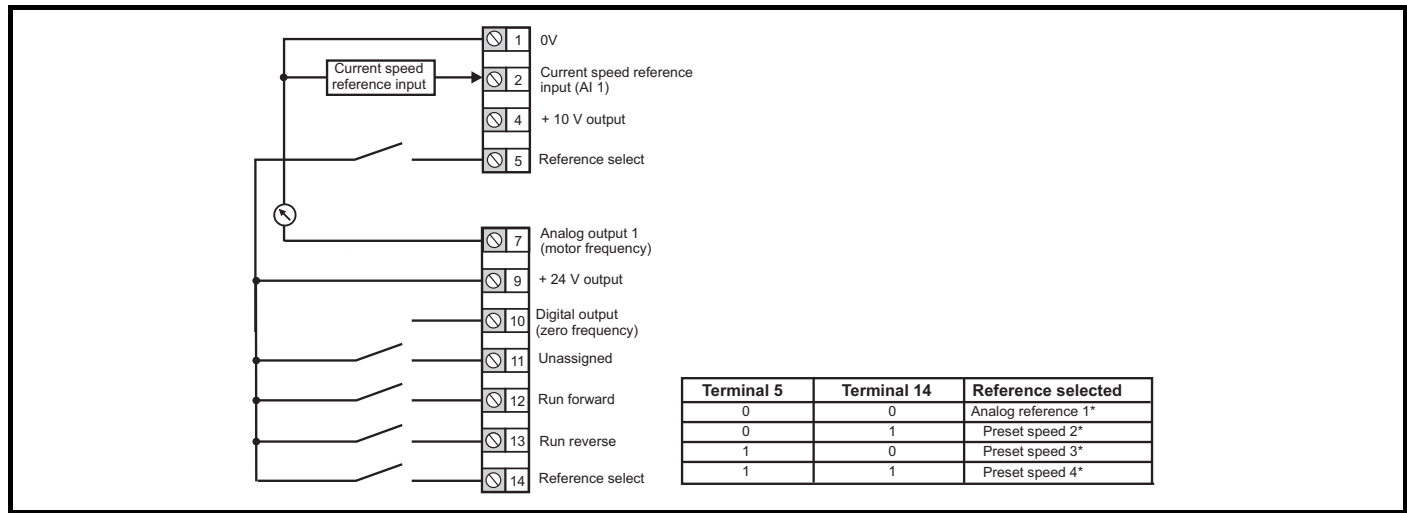 1 0V
Current speed
reference input
2 Current speed reference
input (AI 1)
4 + 10 V output
5 Reference select
7 Analog output 1
(motor frequency)
9 + 24 V output
10 Digital output
(zero frequency)
11 Unassigned
12 Run forward
13 Run reverse
14 Reference select
Terminal 5 Terminal 14 Reference selected
0 0 Analog reference 1*
0 1 Preset speed 2*
1 0 Preset speed 3*
1 1 Preset speed 4*